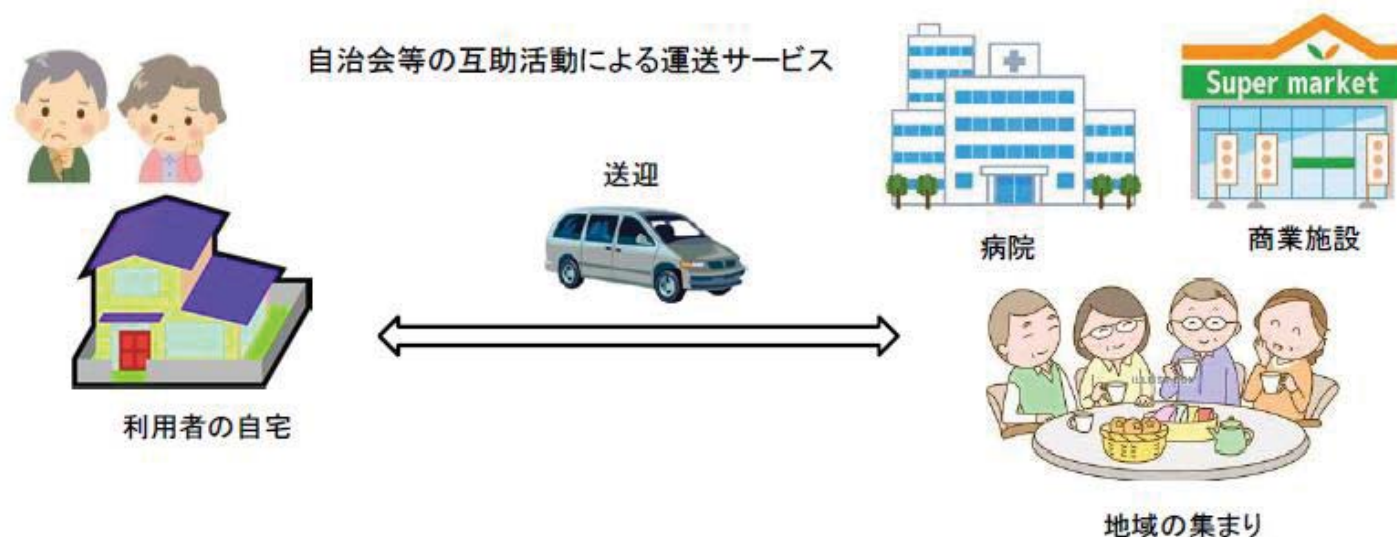 自治会等の互助活動による運送サービス
Super market
送迎
病院
商業施設
利用者の自宅
地域の集まり